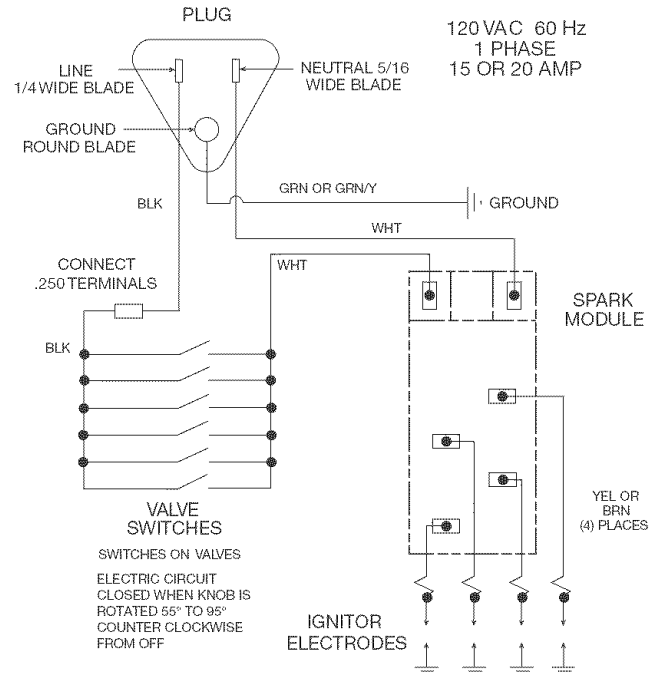 PLUG
120 VAC 60 Hz
1 PHASE
15 OR 20 AMP
LINE
1/4 WIDE BLADE
NEUTRAL 5/16
WIDE BLADE
GROUND
ROUND BLADE
GRN OR GRN/Y
BLK
GROUND
WHT
CONNECT
.250 TERMINALS
WHT
SPARK
MODULE
BLK
YEL OR
BRN
(4) PLACES
VALVE
SWITCHES
SWITCHES ON VALVES
ELECTRIC CIRCUIT
CLOSED WHEN KNOB IS
ROTATED 55° TO 95°
COUNTER CLOCKWISE
FROM OFF
IGNITOR
ELECTRODES